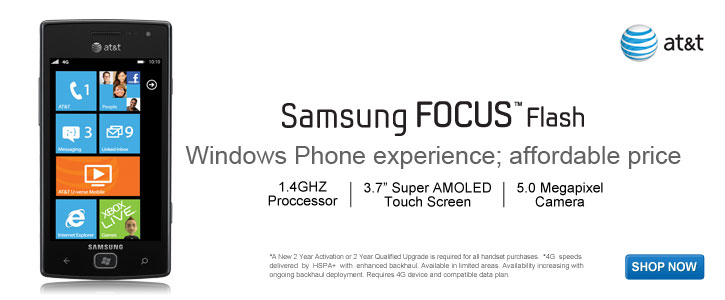 at&t
4G 10:10
1
AT&T
People
3
9
Messaging
Linked Inbox
AT&T U-verse Mobile
XBOX
LIVE
Internet Explorer
Games
SAMSUNG
at&t
Samsung FOCUS™ Flash
Windows Phone experience; affordable price
1.4GHZ
Proccessor
3.7” Super AMOLED
Touch Screen
5.0 Megapixel
Camera
*A New 2 Year Activation or 2 Year Qualified Upgrade is required for all handset purchases. *4G speeds
delivered by HSPA+ with enhanced backhaul. Available in limited areas. Availability increasing with
ongoing backhaul deployment. Requires 4G device and compatible data plan.
SHOP NOW